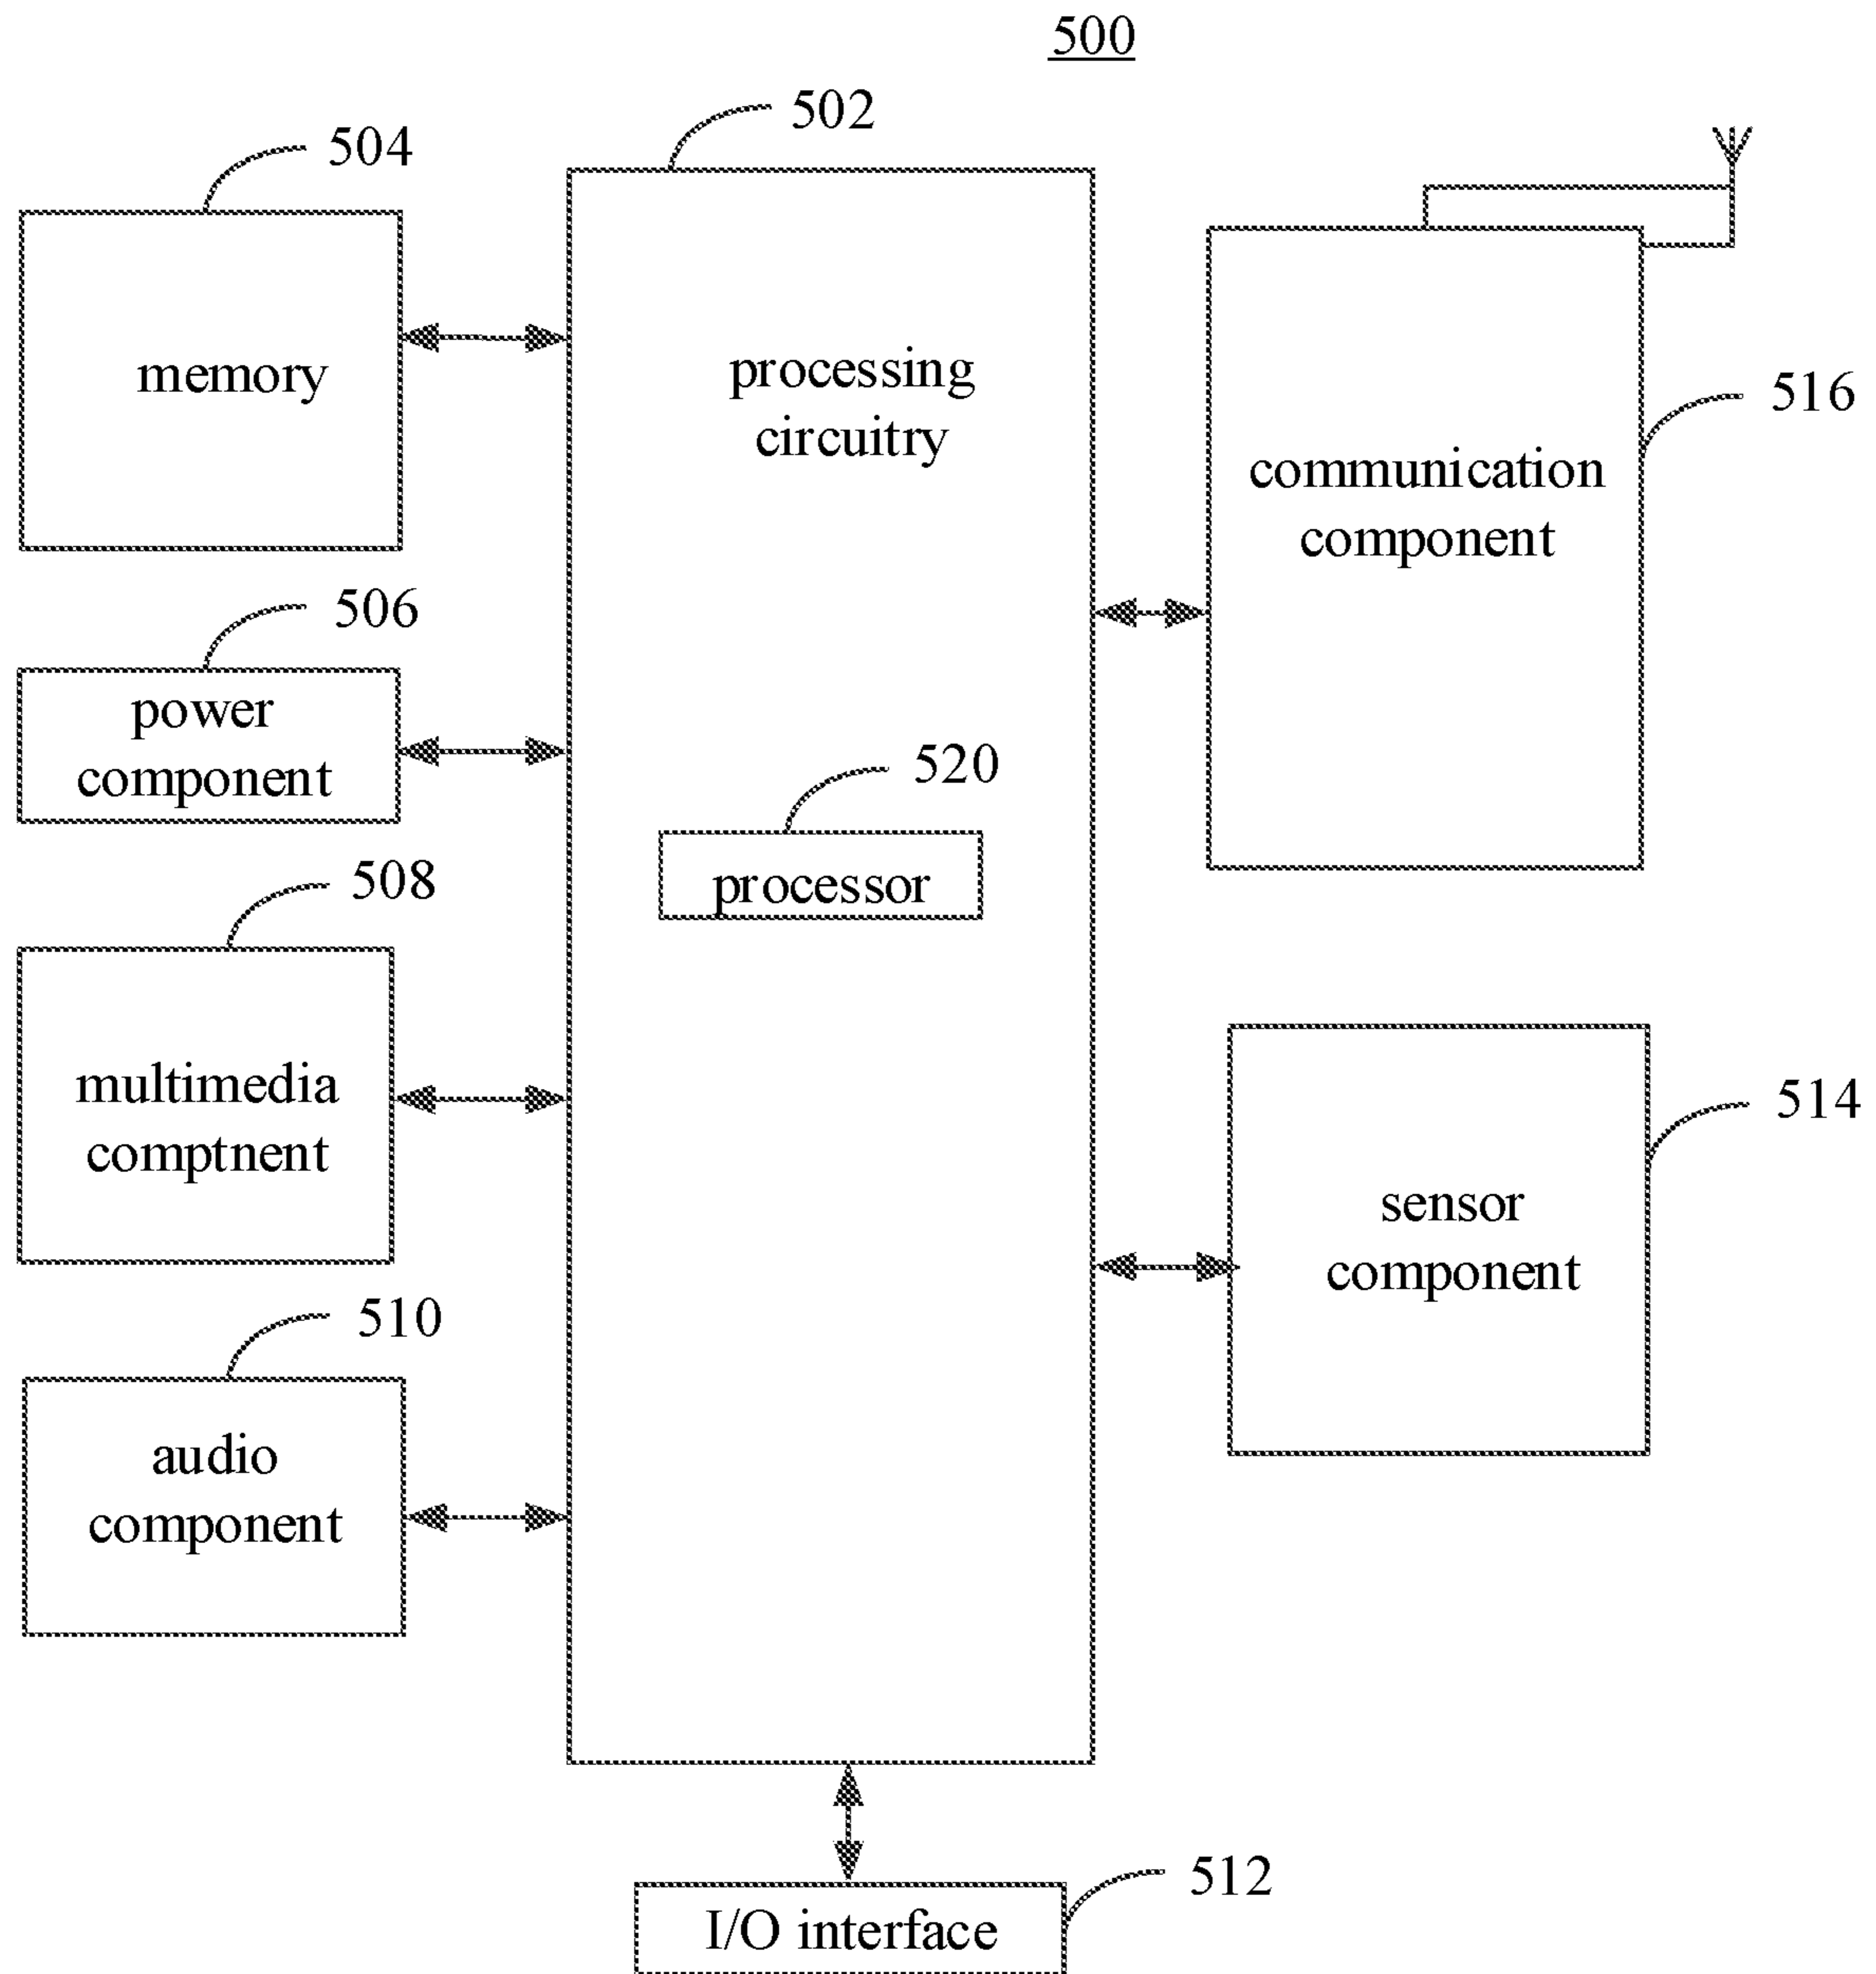 500
502
504
memory
processing
circuitry
516
communication
component
506
power
component
520
processor
508
multimedia
comptnent
514
sensor
component
510
audio
component
512
I/O interface